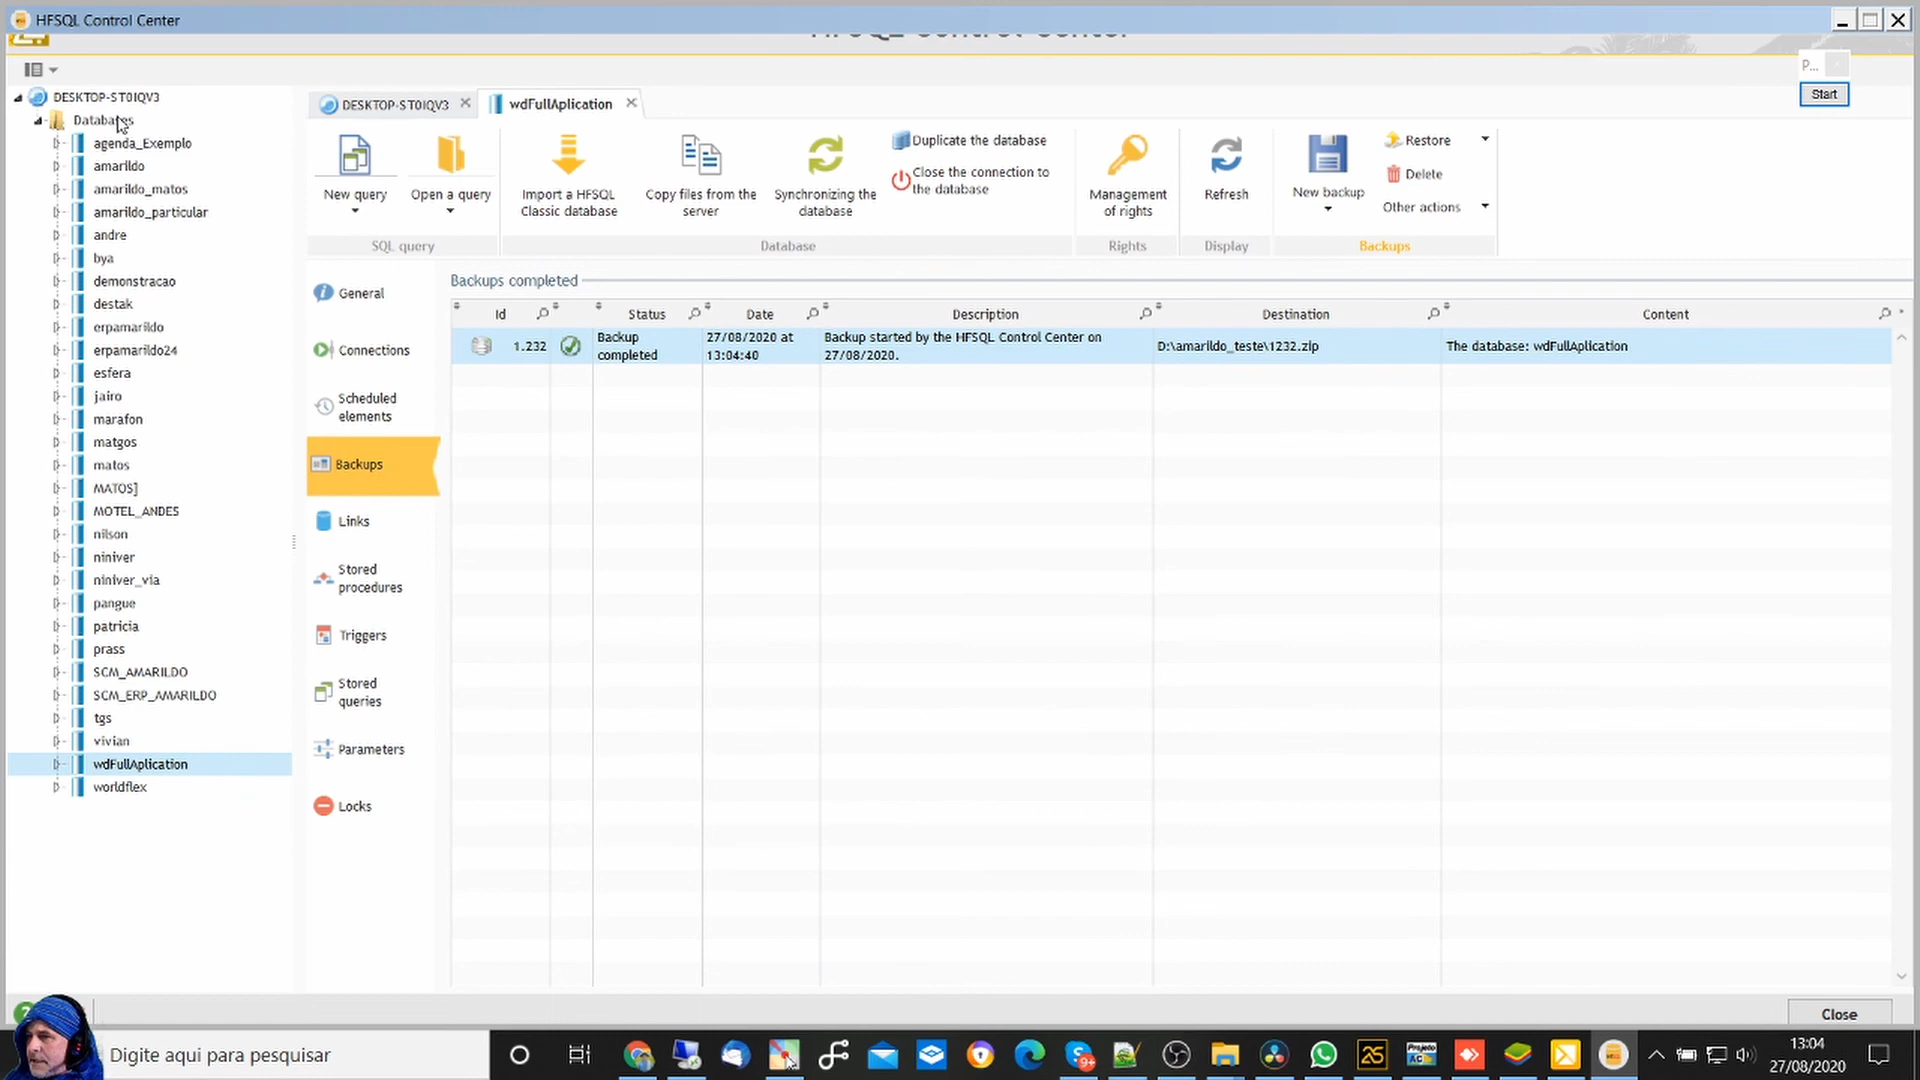 HFSQL Control Center
HFSQL Control Center
P...
Start
DESKTOP-ST0IQV3
Databases
agenda_Exemplo
amarildo
amarildo_matos
amarildo_particular
andre
bya
demonstracao
destak
erpamarildo
erpamarildo24
esfera
jairo
marafon
matgos
matos
MATOS]
MOTEL_ANDES
nilson
niniver
niniver_via
pangue
patricia
prass
SCM_AMARILDO
SCM_ERP_AMARILDO
tgs
vivian
wdFullAplication
worldflex
DESKTOP-ST0IQV3
wdFullAplication
New query
Open a query
SQL query
Import a HFSQL
Classic database
Copy files from the
server
Synchronizing the
database
Duplicate the database
Close the connection to
the database
Database
Management
of rights
Rights
Refresh
Display
New backup
Restore
Delete
Other actions
Backups
General
Connections
Scheduled
elements
Backups
Links
Stored
procedures
Triggers
Stored
queries
Parameters
Locks
Backups completed
Id Status Date Description Destination Content
1.232
Backup
completed
27/08/2020 at
13:04:40
Backup started by the HFSQL Control Center on
27/08/2020.
D:\amarildo_teste\1232.zip
The database: wdFullAplication
Close
Digite aqui para pesquisar
9+
25
Projeto
AC
13:04
27/08/2020